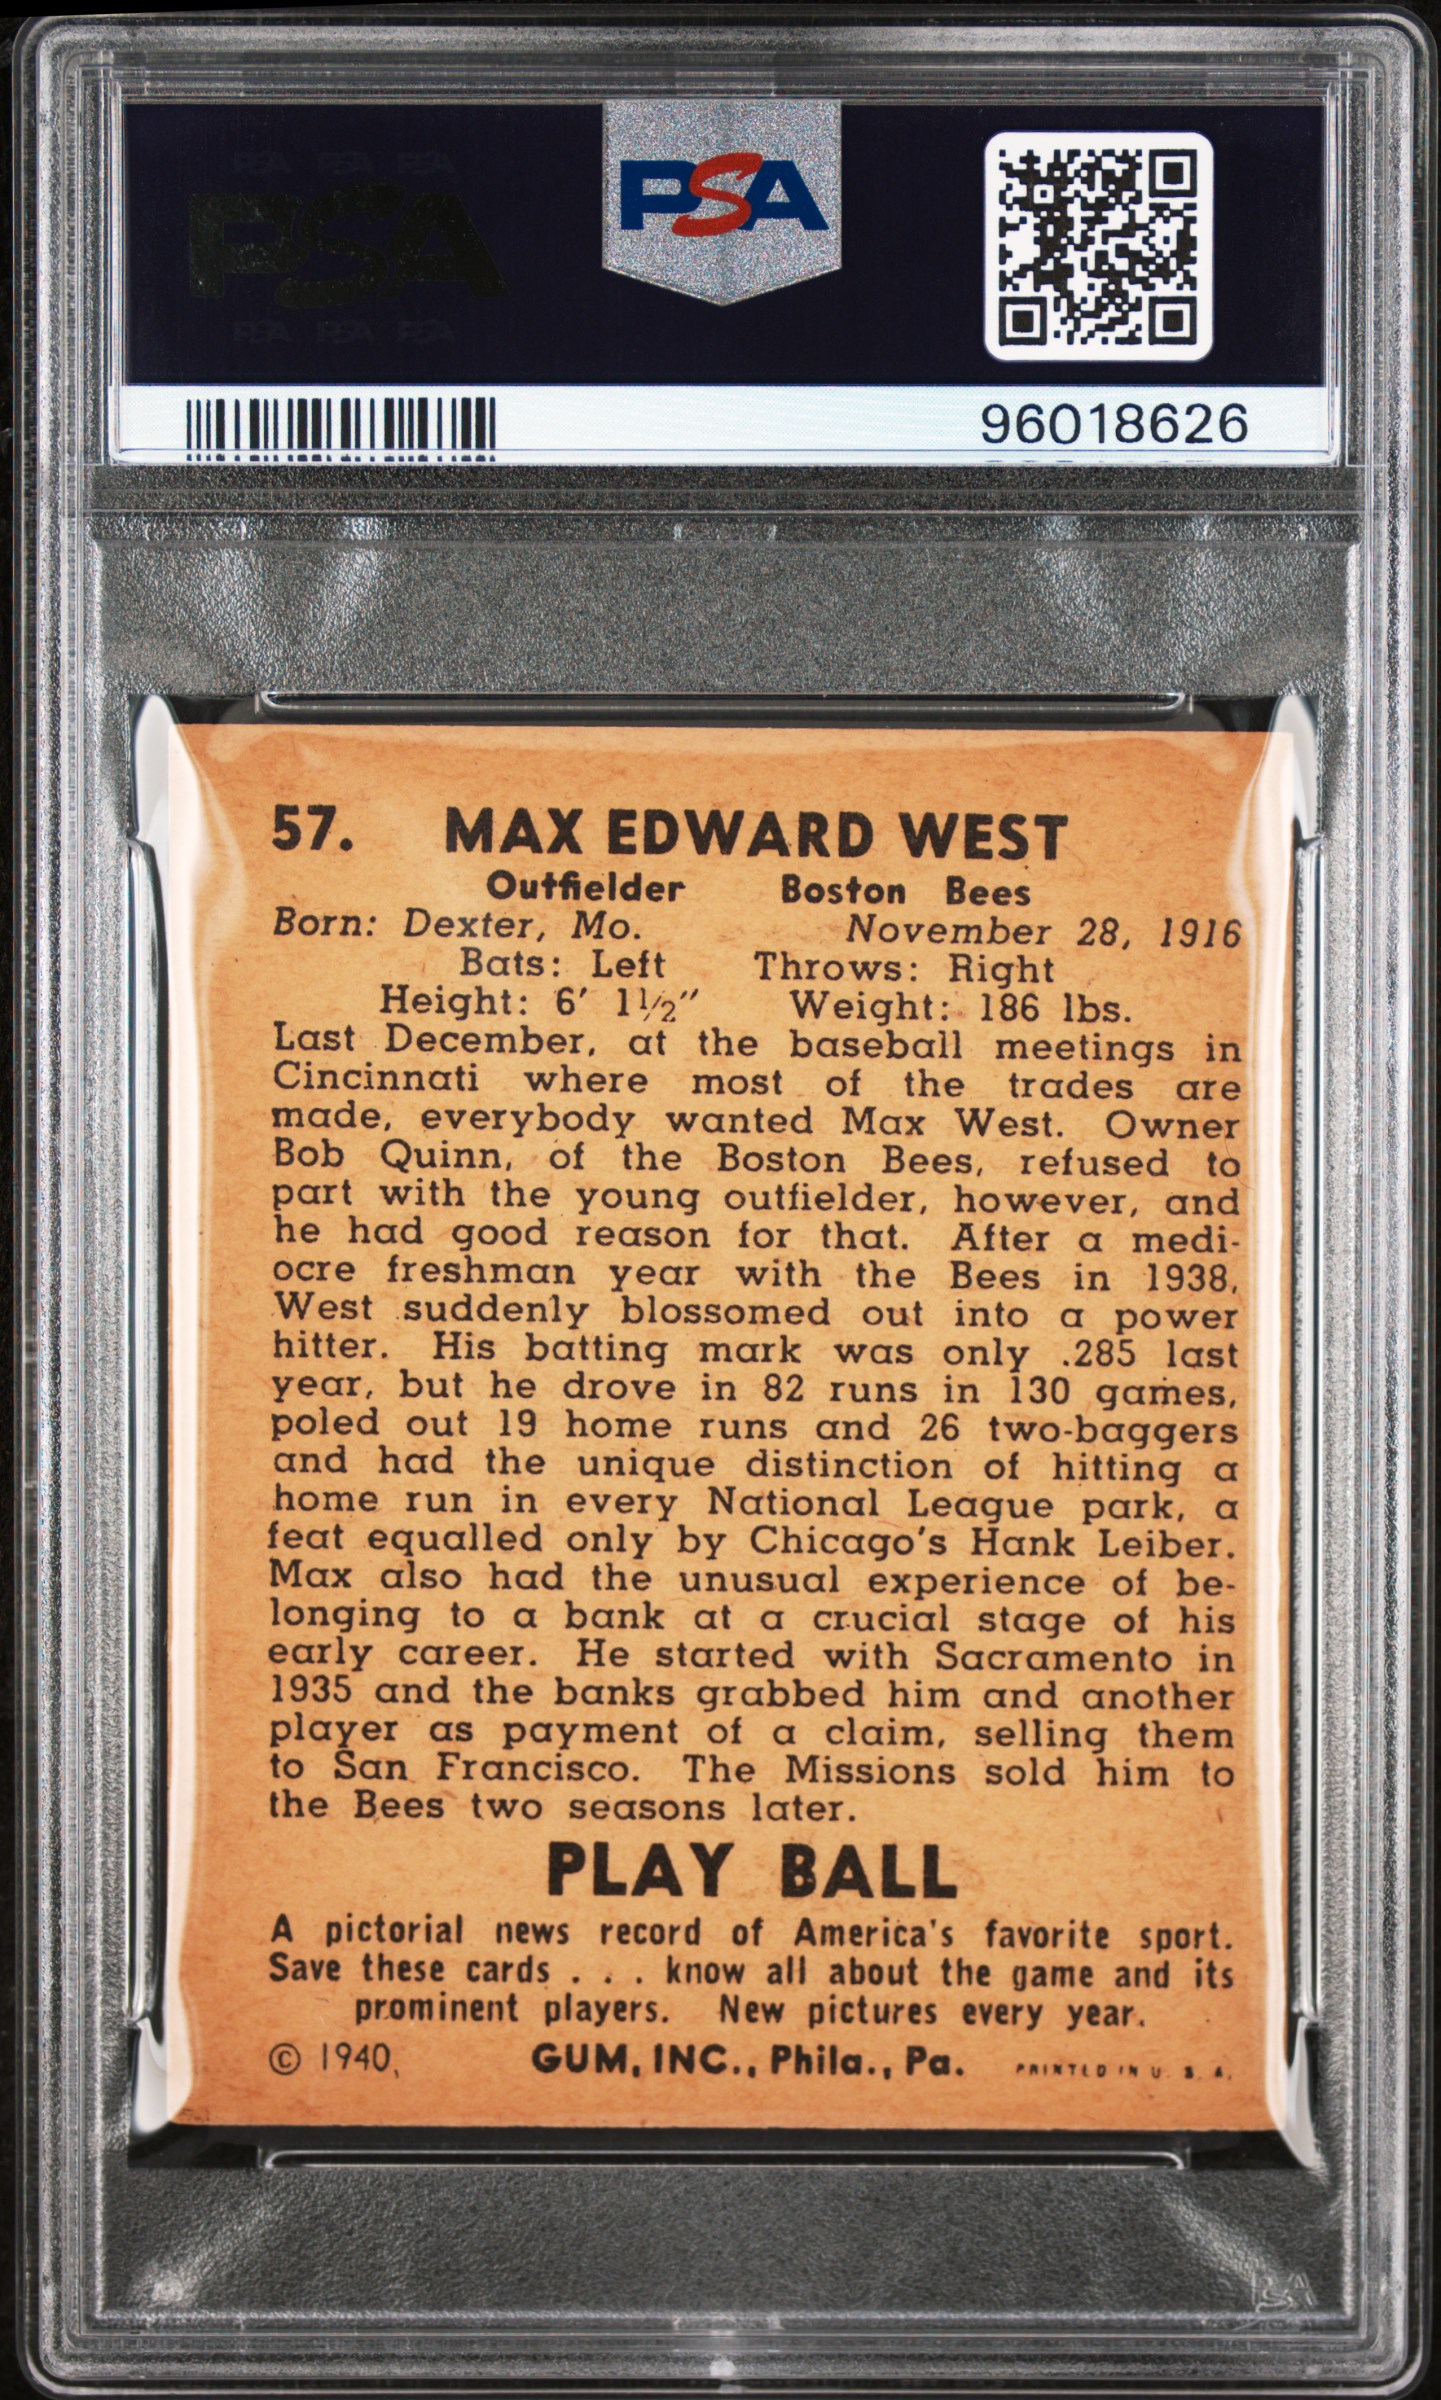 PSA PSA PSA
PSA
PSA
PSA PSA PSA
96018626
57. MAX EDWARD WEST
Outfielder Boston Bees
Born: Dexter, Mo. November 28, 1916
Bats: Left Throws: Right
Height: 6′ 1½″ Weight: 186 lbs.
Last December, at the baseball meetings in
Cincinnati where most of the trades are
made, everybody wanted Max West. Owner
Bob Quinn, of the Boston Bees, refused to
part with the young outfielder, however, and
he had good reason for that. After a medi-
ocre freshman year with the Bees in 1938,
West suddenly blossomed out into a power
hitter. His batting mark was only .285 last
year, but he drove in 82 runs in 130 games,
poled out 19 home runs and 26 two-baggers
and had the unique distinction of hitting a
home run in every National League park, a
feat equalled only by Chicago's Hank Leiber.
Max also had the unusual experience of be-
longing to a bank at a crucial stage of his
early career. He started with Sacramento in
1935 and the banks grabbed him and another
player as payment of a claim, selling them
to San Francisco. The Missions sold him to
the Bees two seasons later.
PLAY BALL
A pictorial news record of America's favorite sport.
Save these cards . . . know all about the game and its
prominent players. New pictures every year.
© 1940, GUM, INC., Phila., Pa. PRINTED IN U. S. A.
PSA